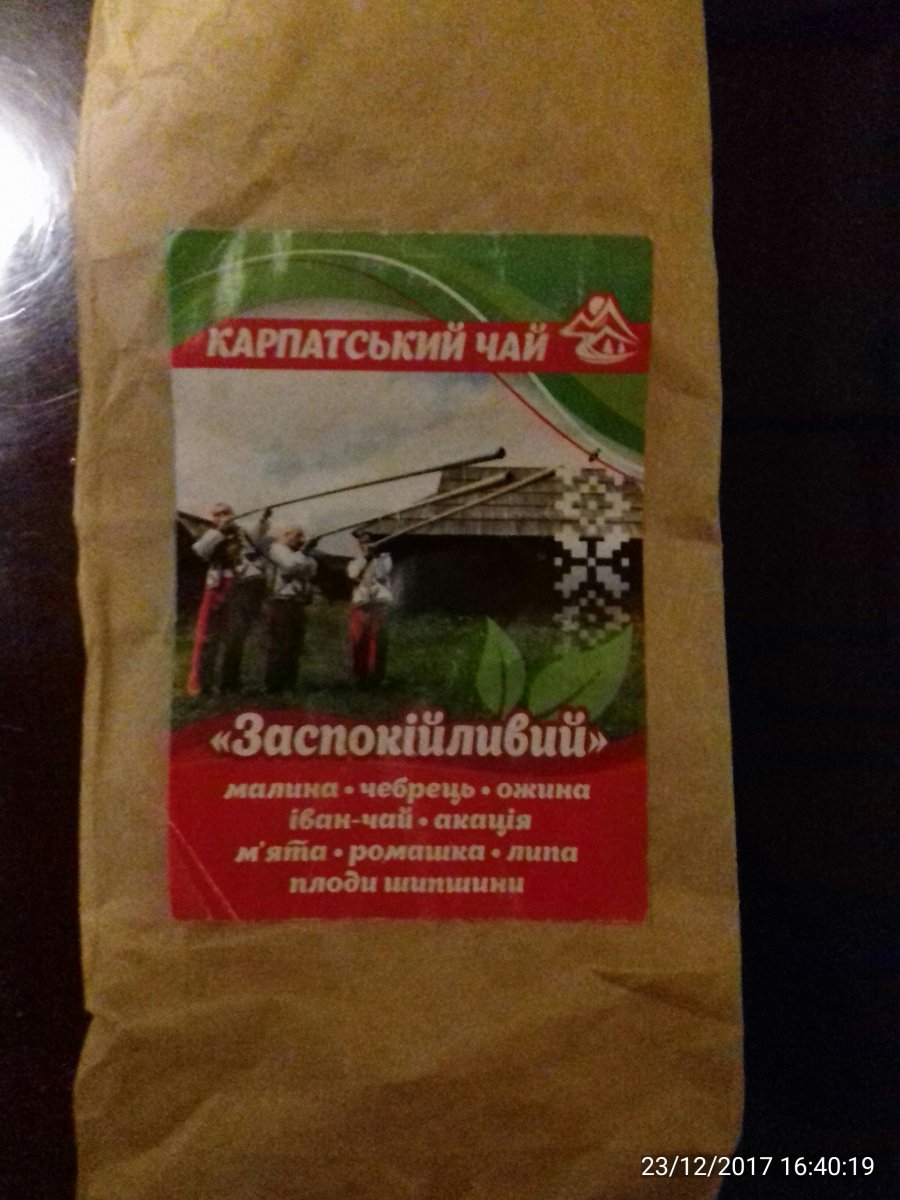 КАРПАТСЬКИЙ ЧАЙ
«Заспокійливий»
малина • чебрець • ожина
іван-чай • акація
м'ята • ромашка • липа
плоди шипшини
23/12/2017 16:40:19